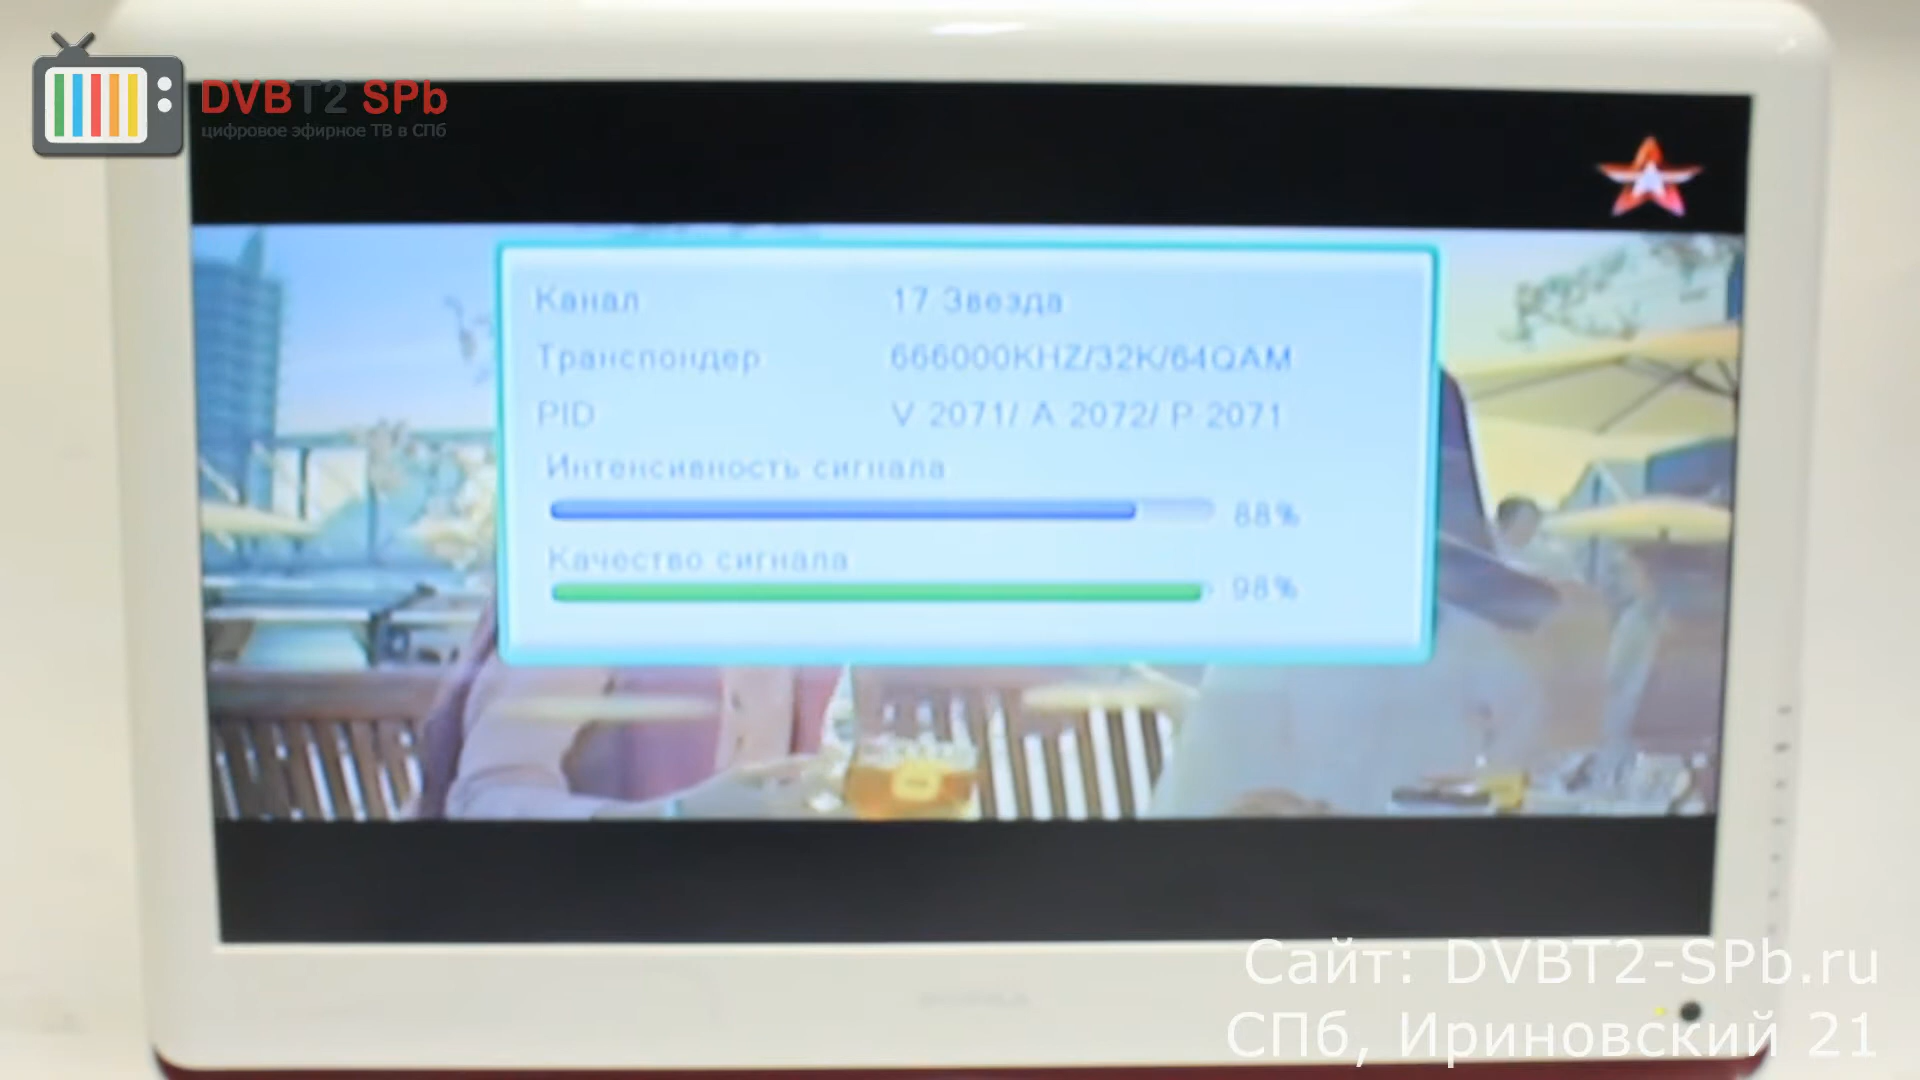 DVBT2 SPb
цифровое эфирное ТВ в СПб
Канал 17 Звезда
Транспондер 666000KHZ/32K/64QAM
PID V 2071/ A 2072/ P 2071
Интенсивность сигнала
88%
Качество сигнала
98%
Сайт: DVBT2-SPb.ru
СПб, Ириновский 21